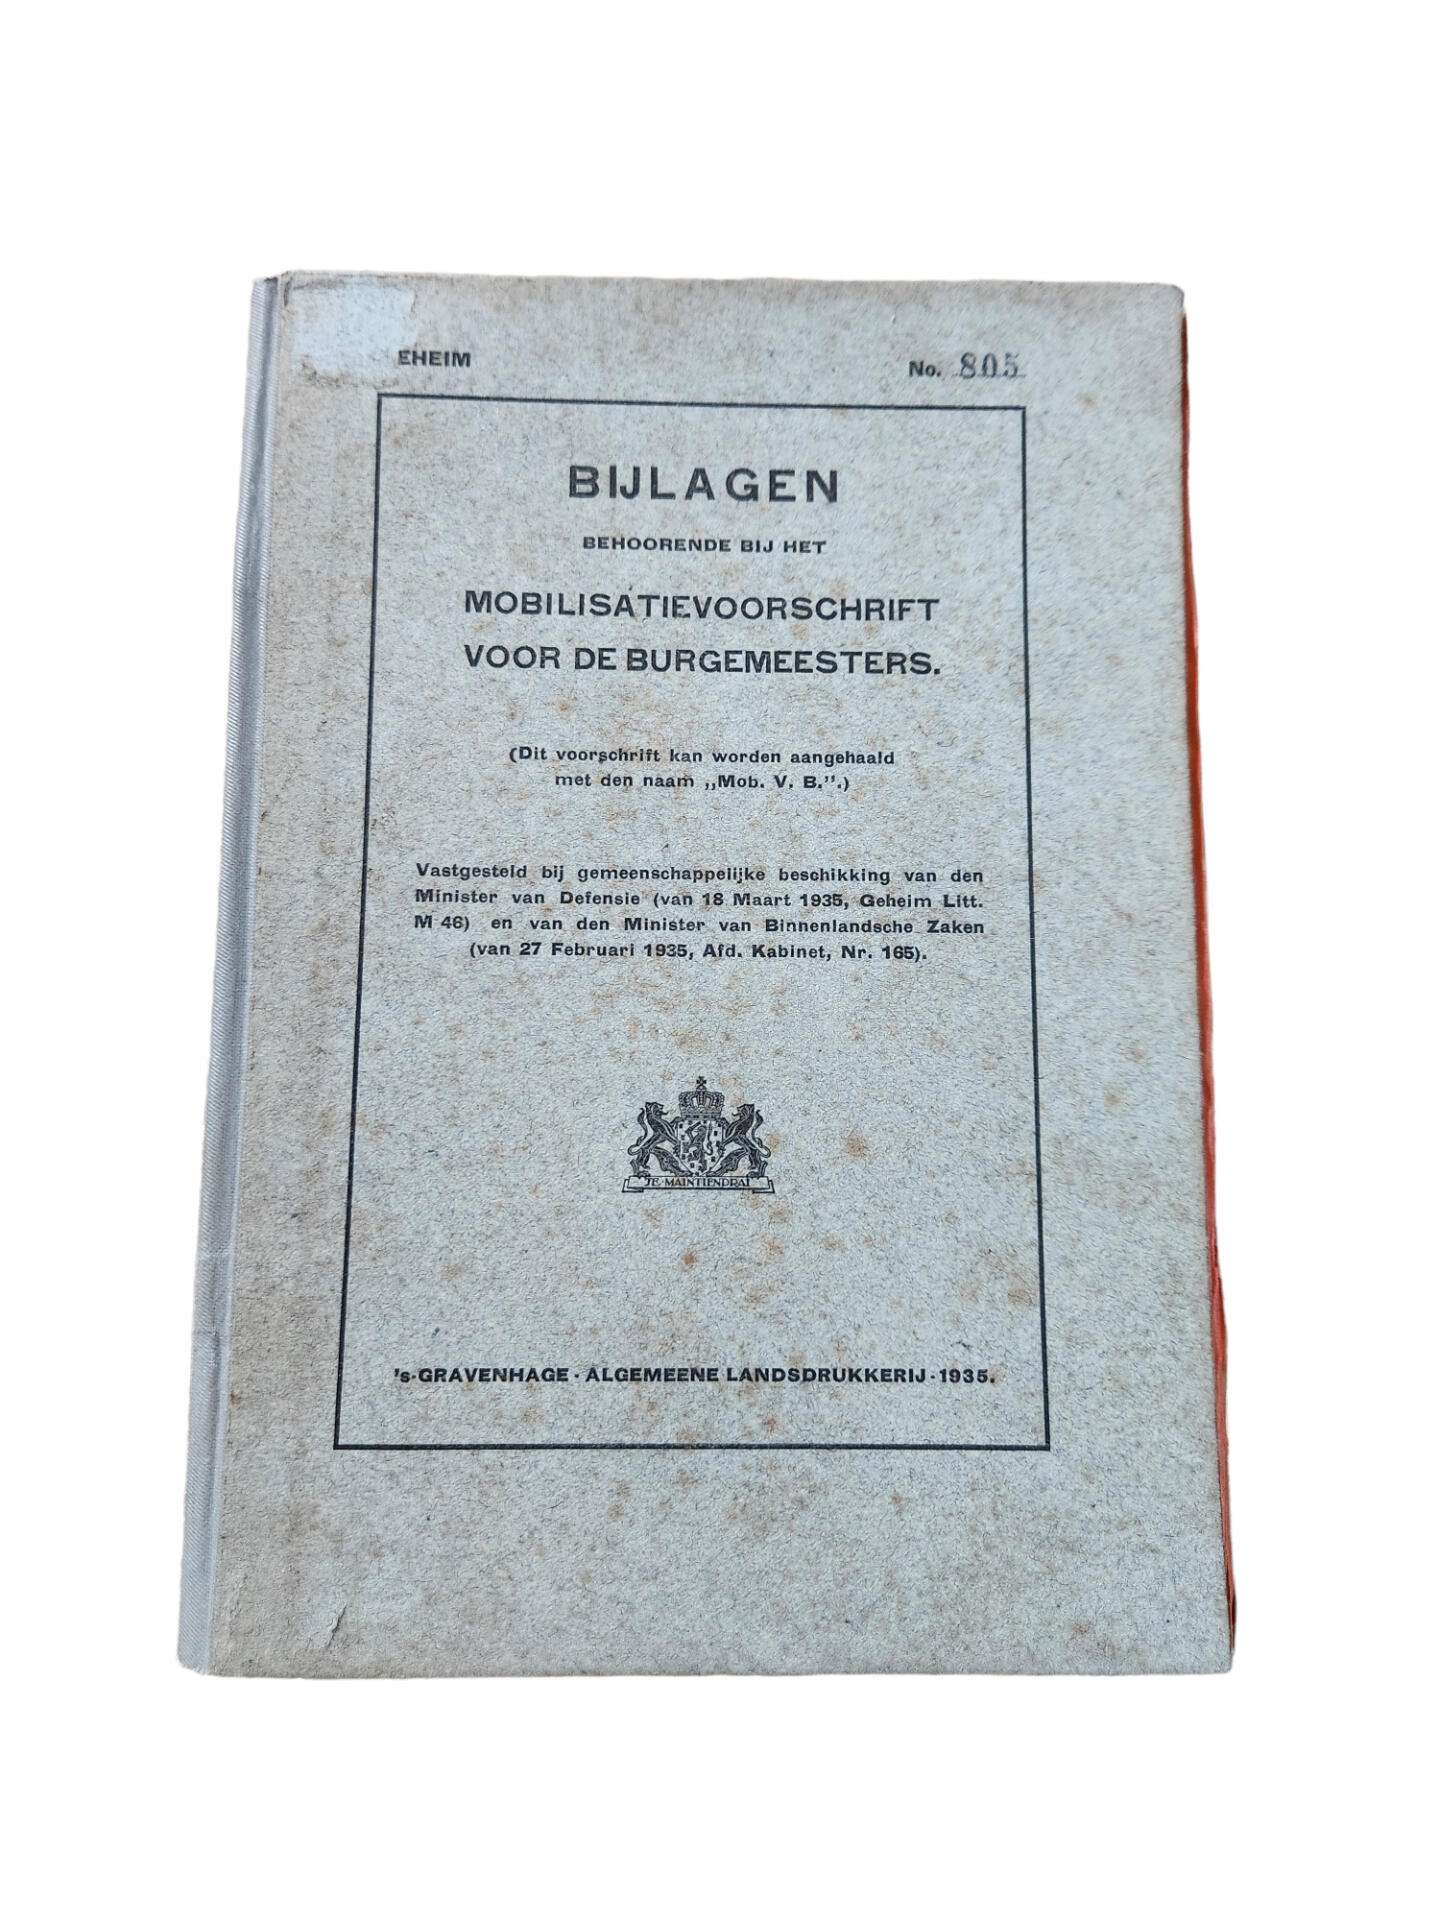 EHEIM
No. 805
BIJLAGEN
BEHOORENDE BIJ HET
MOBILISATIEVOORSCHRIFT
VOOR DE BURGEMEESTERS.
(Dit voorschrift kan worden aangehaald
met den naam „Mob. V. B.”.)
Vastgesteld bij gemeenschappelijke beschikking van den
Minister van Defensie (van 18 Maart 1935, Geheim Litt.
M 46) en van den Minister van Binnenlandsche Zaken
(van 27 Februari 1935, Afd. Kabinet, Nr. 165).
JE MAINTIENDRAI
's-GRAVENHAGE - ALGEMEENE LANDSDRUKKERIJ - 1935.